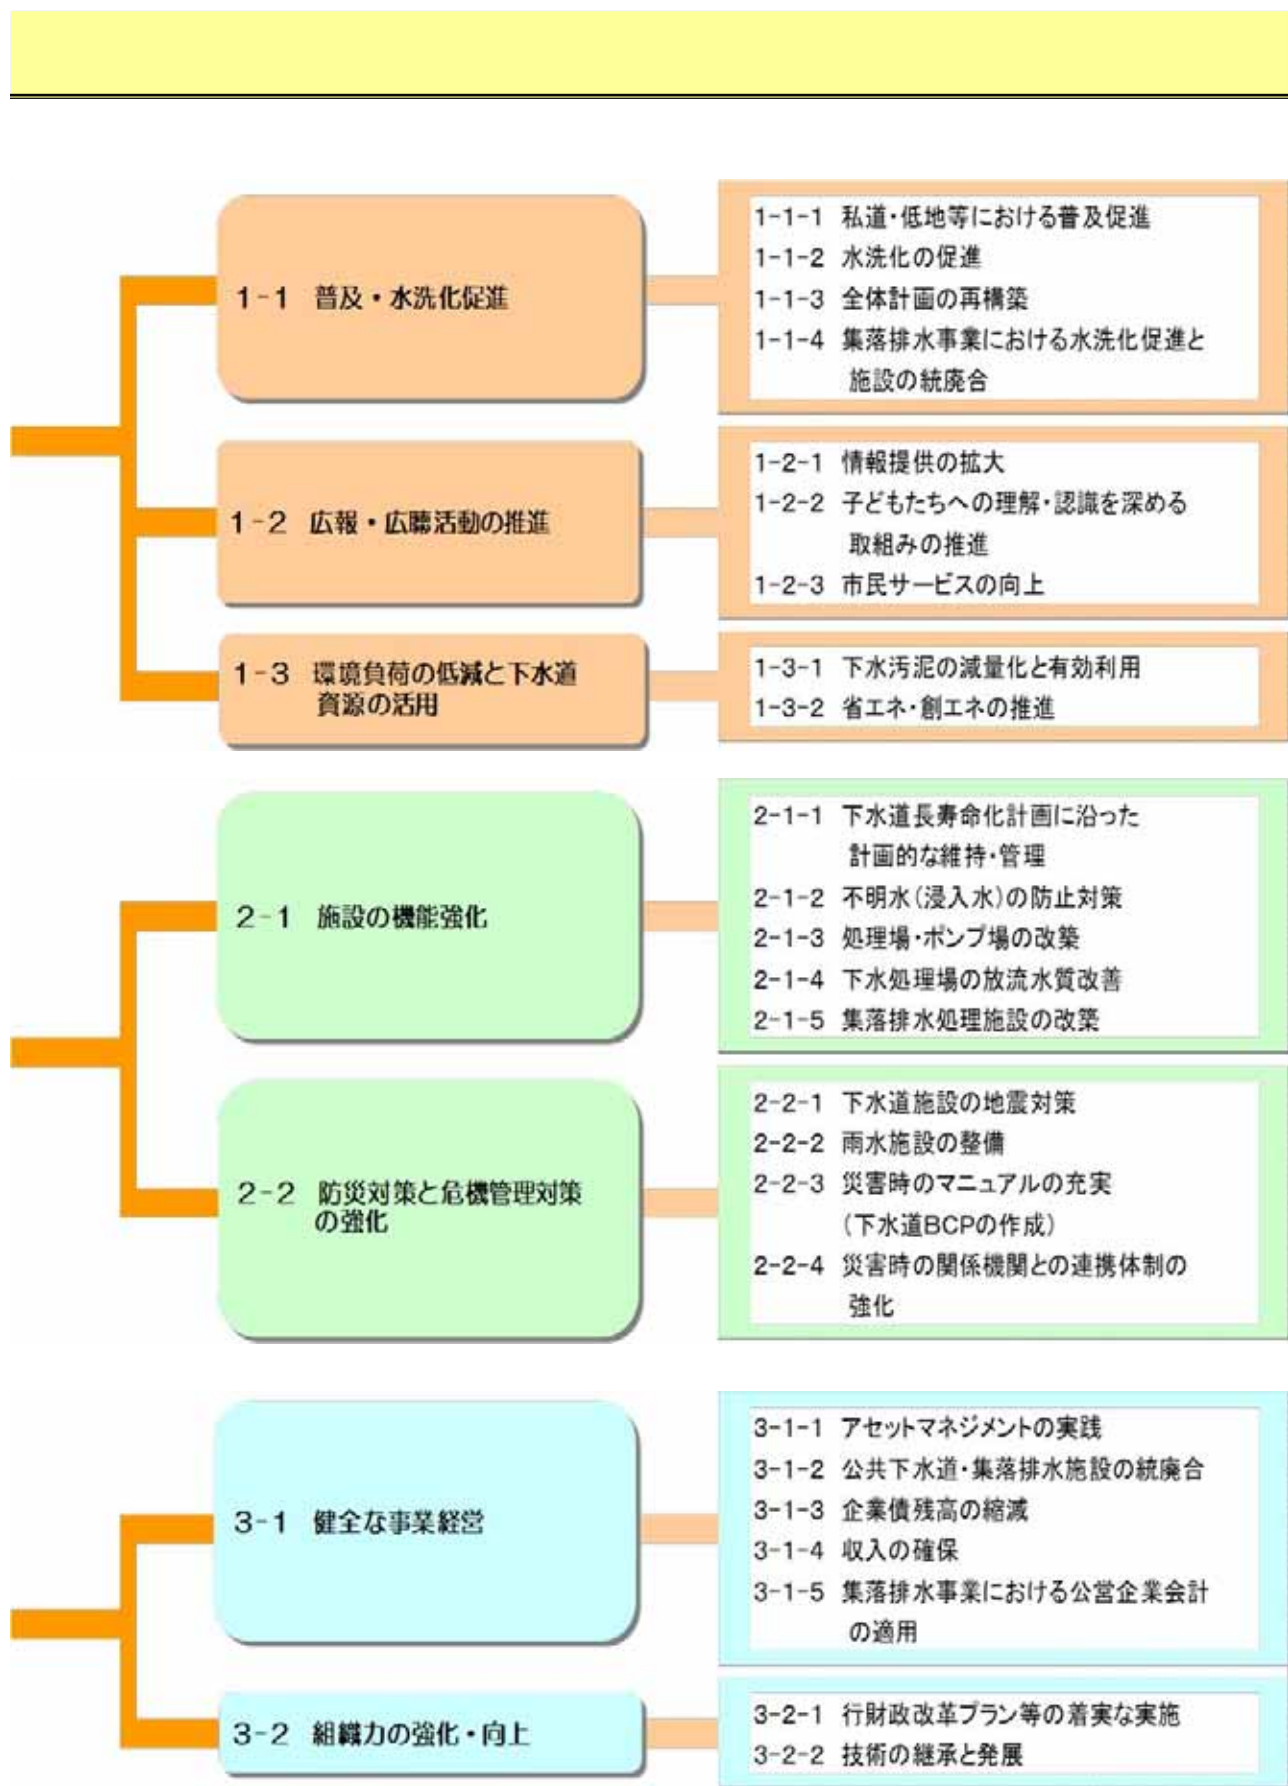 1-1 普及・水洗化促進
1-1-1 私道・低地等における普及促進
1-1-2 水洗化の促進
1-1-3 全体計画の再構築
1-1-4 集落排水事業における水洗化促進と
施設の統廃合
1-2 広報・広聴活動の推進
1-2-1 情報提供の拡大
1-2-2 子どもたちへの理解・認識を深める
取組みの推進
1-2-3 市民サービスの向上
1-3 環境負荷の低減と下水道
資源の活用
1-3-1 下水汚泥の減量化と有効利用
1-3-2 省エネ・創エネの推進
2-1 施設の機能強化
2-1-1 下水道長寿命化計画に沿った
計画的な維持・管理
2-1-2 不明水(浸入水)の防止対策
2-1-3 処理場・ポンプ場の改築
2-1-4 下水処理場の放流水質改善
2-1-5 集落排水処理施設の改築
2-2 防災対策と危機管理対策
の強化
2-2-1 下水道施設の地震対策
2-2-2 雨水施設の整備
2-2-3 災害時のマニュアルの充実
(下水道BCPの作成)
2-2-4 災害時の関係機関との連携体制の
強化
3-1 健全な事業経営
3-1-1 アセットマネジメントの実践
3-1-2 公共下水道・集落排水施設の統廃合
3-1-3 企業債残高の縮減
3-1-4 収入の確保
3-1-5 集落排水事業における公営企業会計
の適用
3-2 組織力の強化・向上
3-2-1 行財政改革プラン等の着実な実施
3-2-2 技術の継承と発展